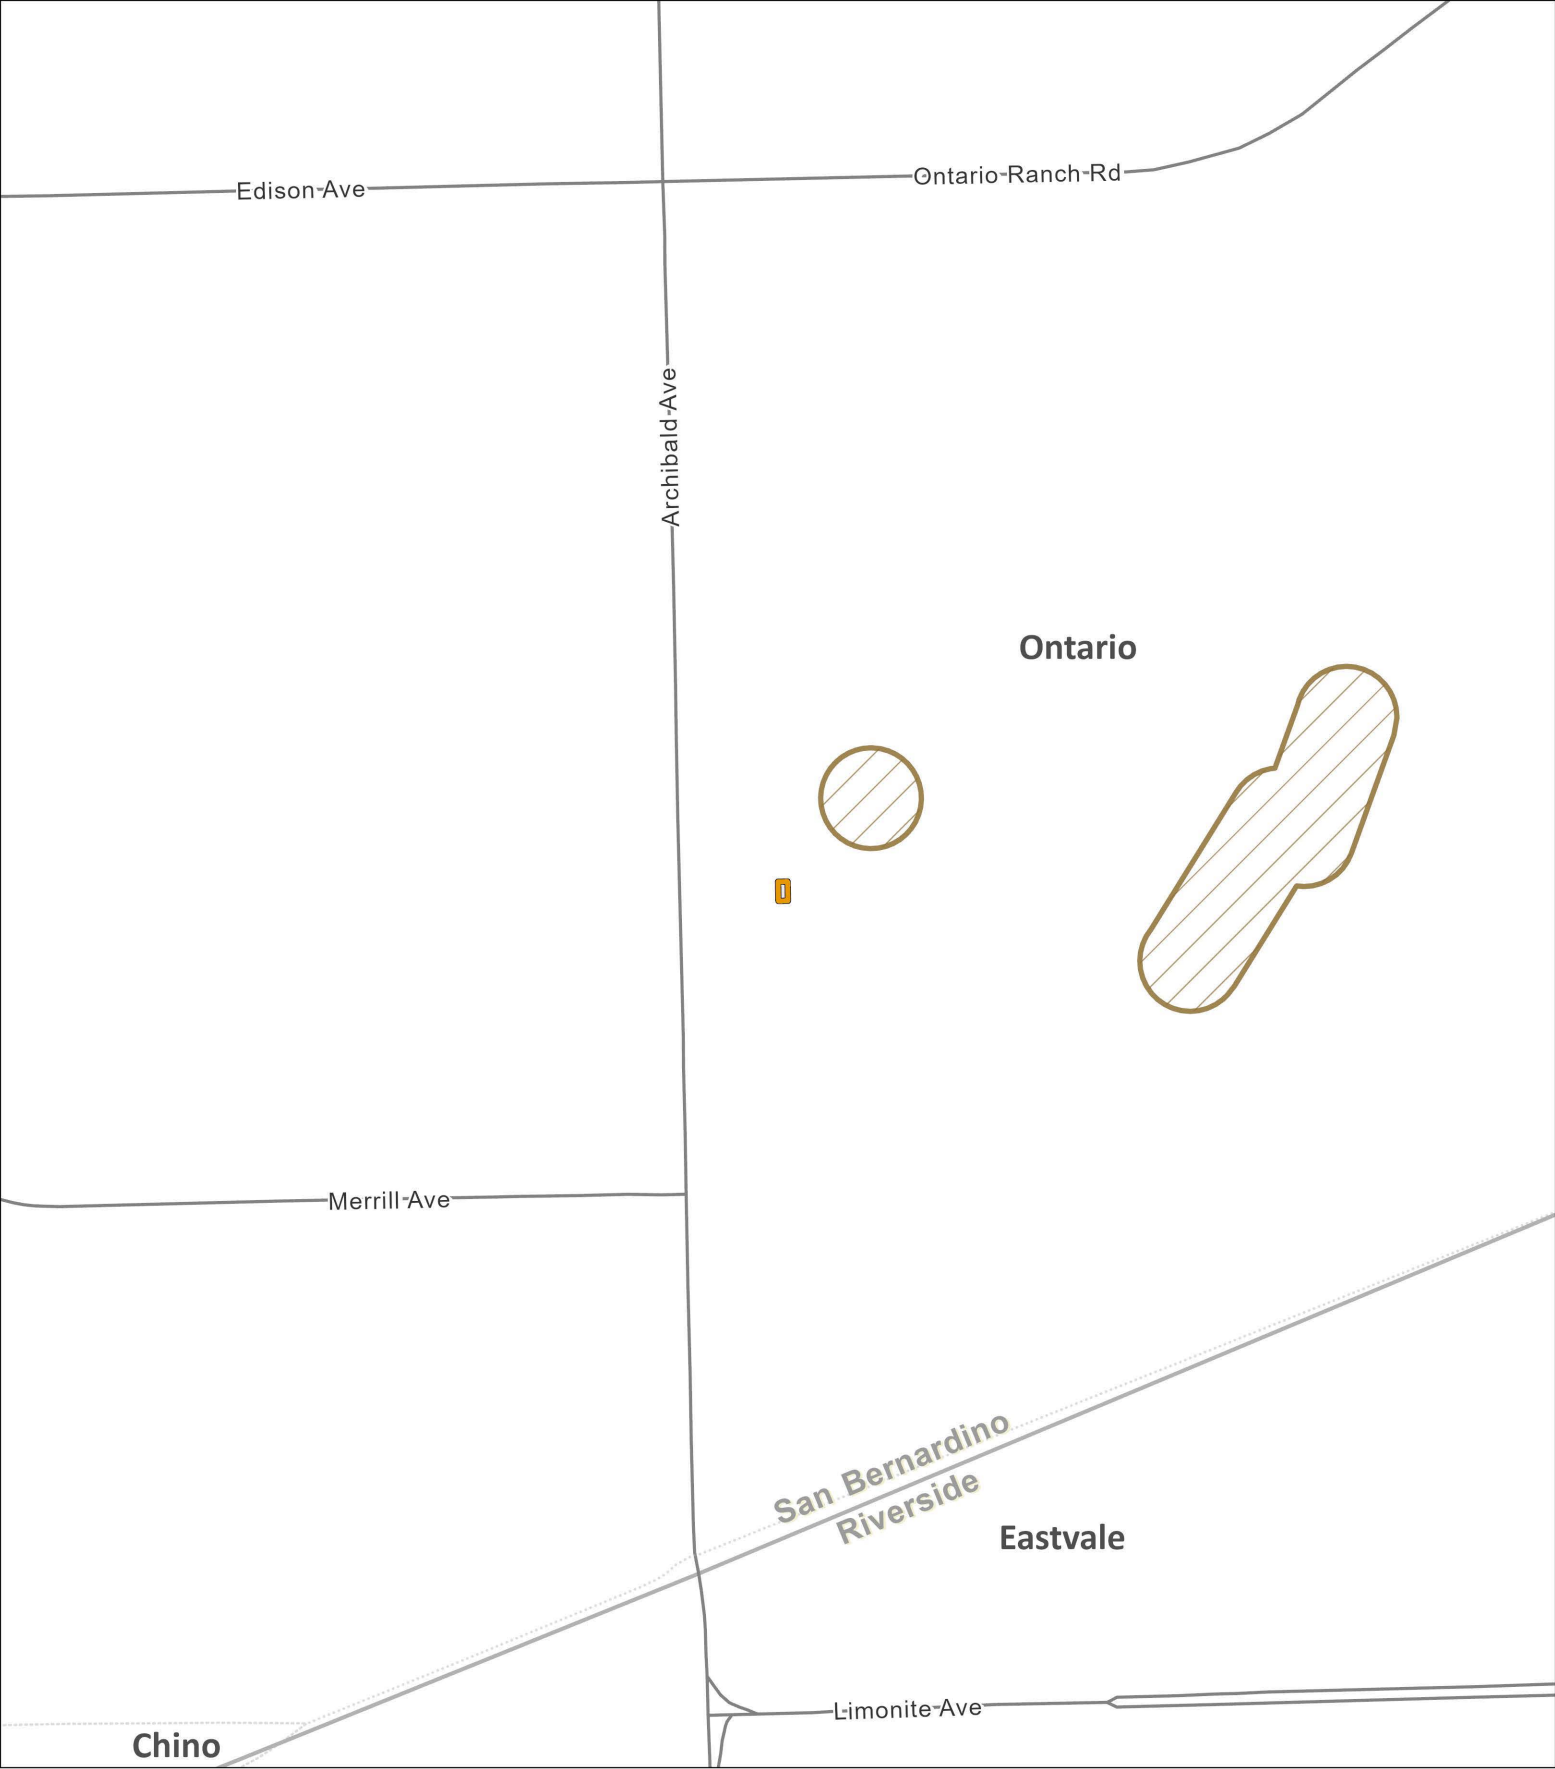 Ontario Ranch Rd
Edison Ave
Archibald Ave
Ontario
Merrill Ave
San Bernardino
Riverside
Eastvale
Limonite Ave
Chino